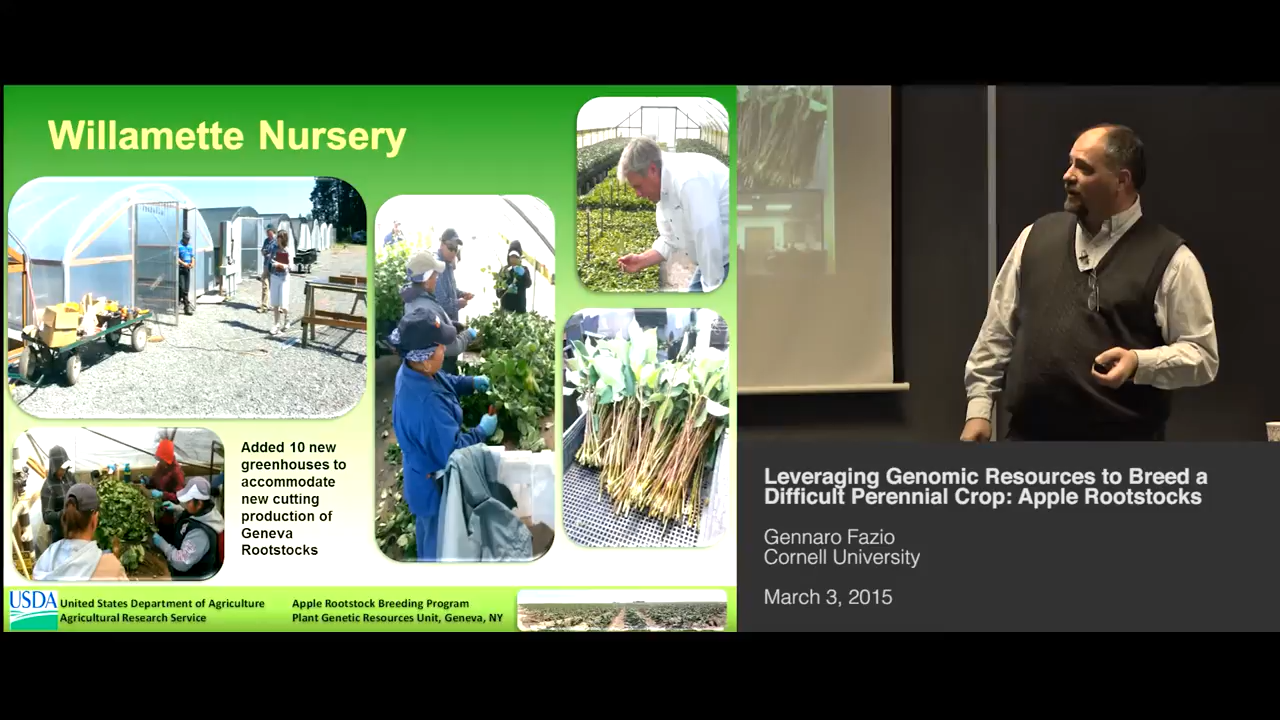 Willamette Nursery
Added 10 new
greenhouses to
accommodate
new cutting
production of
Geneva
Rootstocks
USDA
United States Department of Agriculture
Agricultural Research Service
Apple Rootstock Breeding Program
Plant Genetic Resources Unit, Geneva, NY
Leveraging Genomic Resources to Breed a
Difficult Perennial Crop: Apple Rootstocks
Gennaro Fazio
Cornell University
March 3, 2015